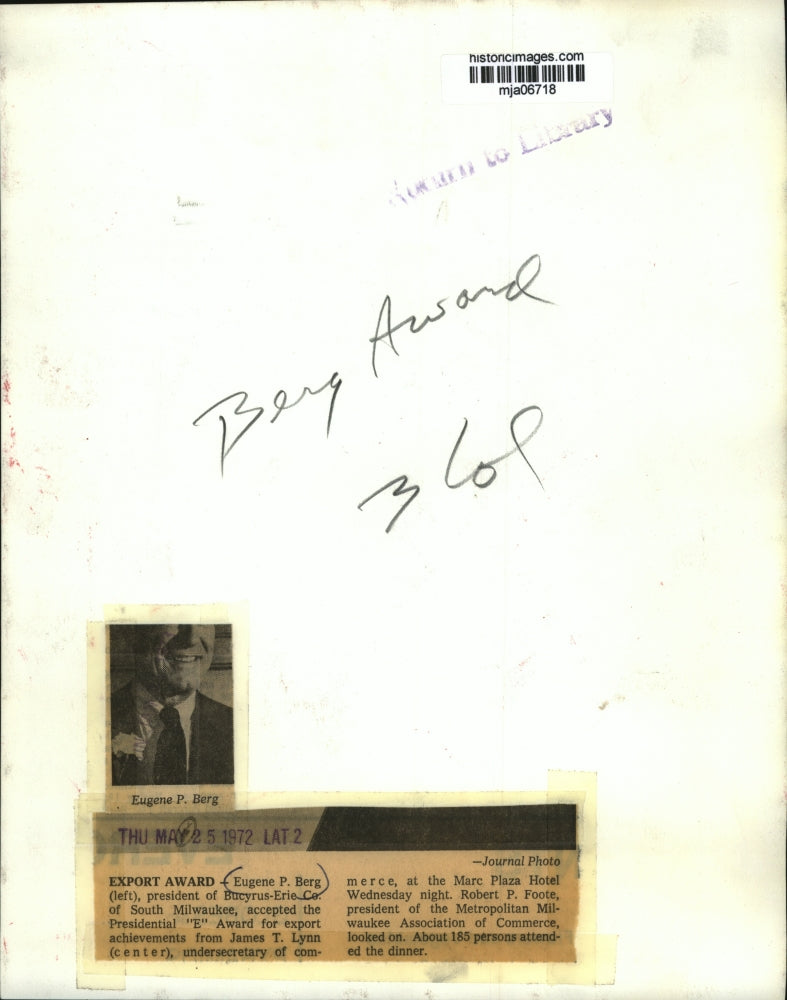 historicimages.com
mja06718
Return to Library
Berg Award
3 Col
Eugene P. Berg
THU MAY 25 1972 LAT 2
—Journal Photo
EXPORT AWARD — Eugene P. Berg
(left), president of Bucyrus-Erie Co.
of South Milwaukee, accepted the
Presidential "E" Award for export
achievements from James T. Lynn
(center), undersecretary of com-
merce, at the Marc Plaza Hotel
Wednesday night. Robert P. Foote,
president of the Metropolitan Mil-
waukee Association of Commerce,
looked on. About 185 persons attend-
ed the dinner.